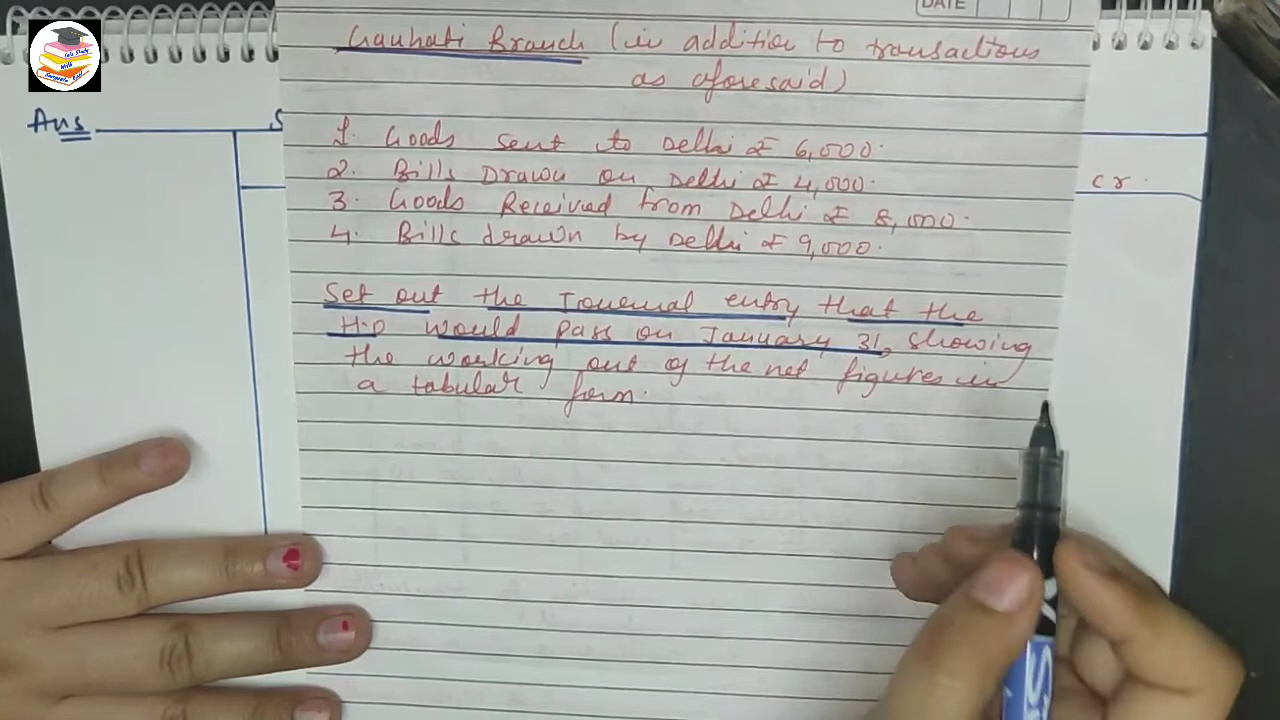 DATE
Gauhati Branch (in addition to transactions
as aforesaid)
Ans
1. Goods sent to Delhi ₹ 6,000.
2. Bills Drawn on Delhi ₹ 4,000.
cr.
3. Goods Received from Delhi ₹ 8,000.
4. Bills drawn by Delhi ₹ 9,000.
Set out the Jouenal entry that the
H.o would pass on January 31, showing
the working out of the net figures in
a tabular form.